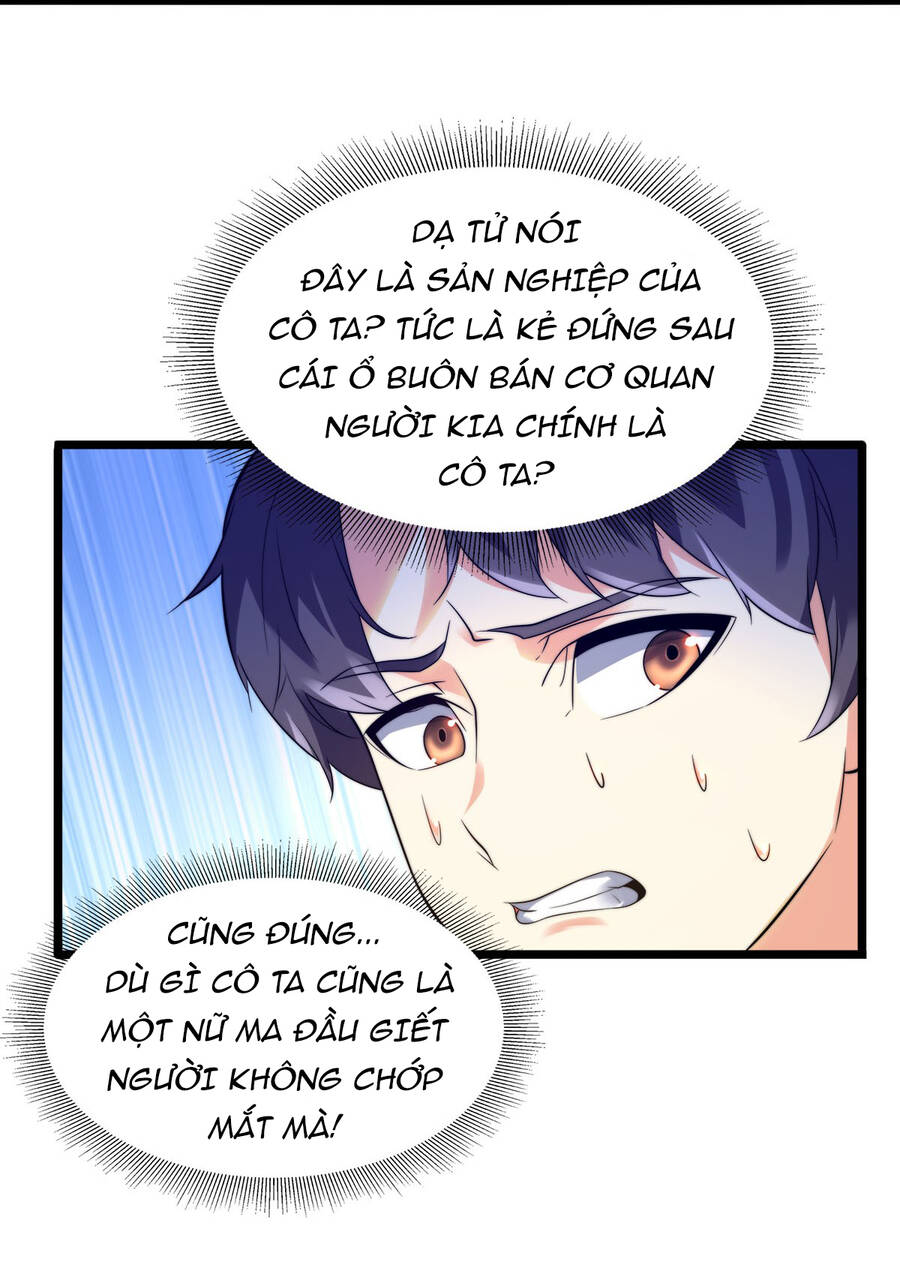 DẠ TỬ NÓI
ĐÂY LÀ SẢN NGHIỆP CỦA
CÔ TA? TỨC LÀ KẺ ĐỨNG SAU
CÁI Ổ BUÔN BÁN CƠ QUAN
NGƯỜI KIA CHÍNH LÀ
CÔ TA?
CŨNG ĐÚNG...
DÙ GÌ CÔ TA CŨNG LÀ
MỘT NỮ MA ĐẦU GIẾT
NGƯỜI KHÔNG CHỚP
MẮT MÀ!